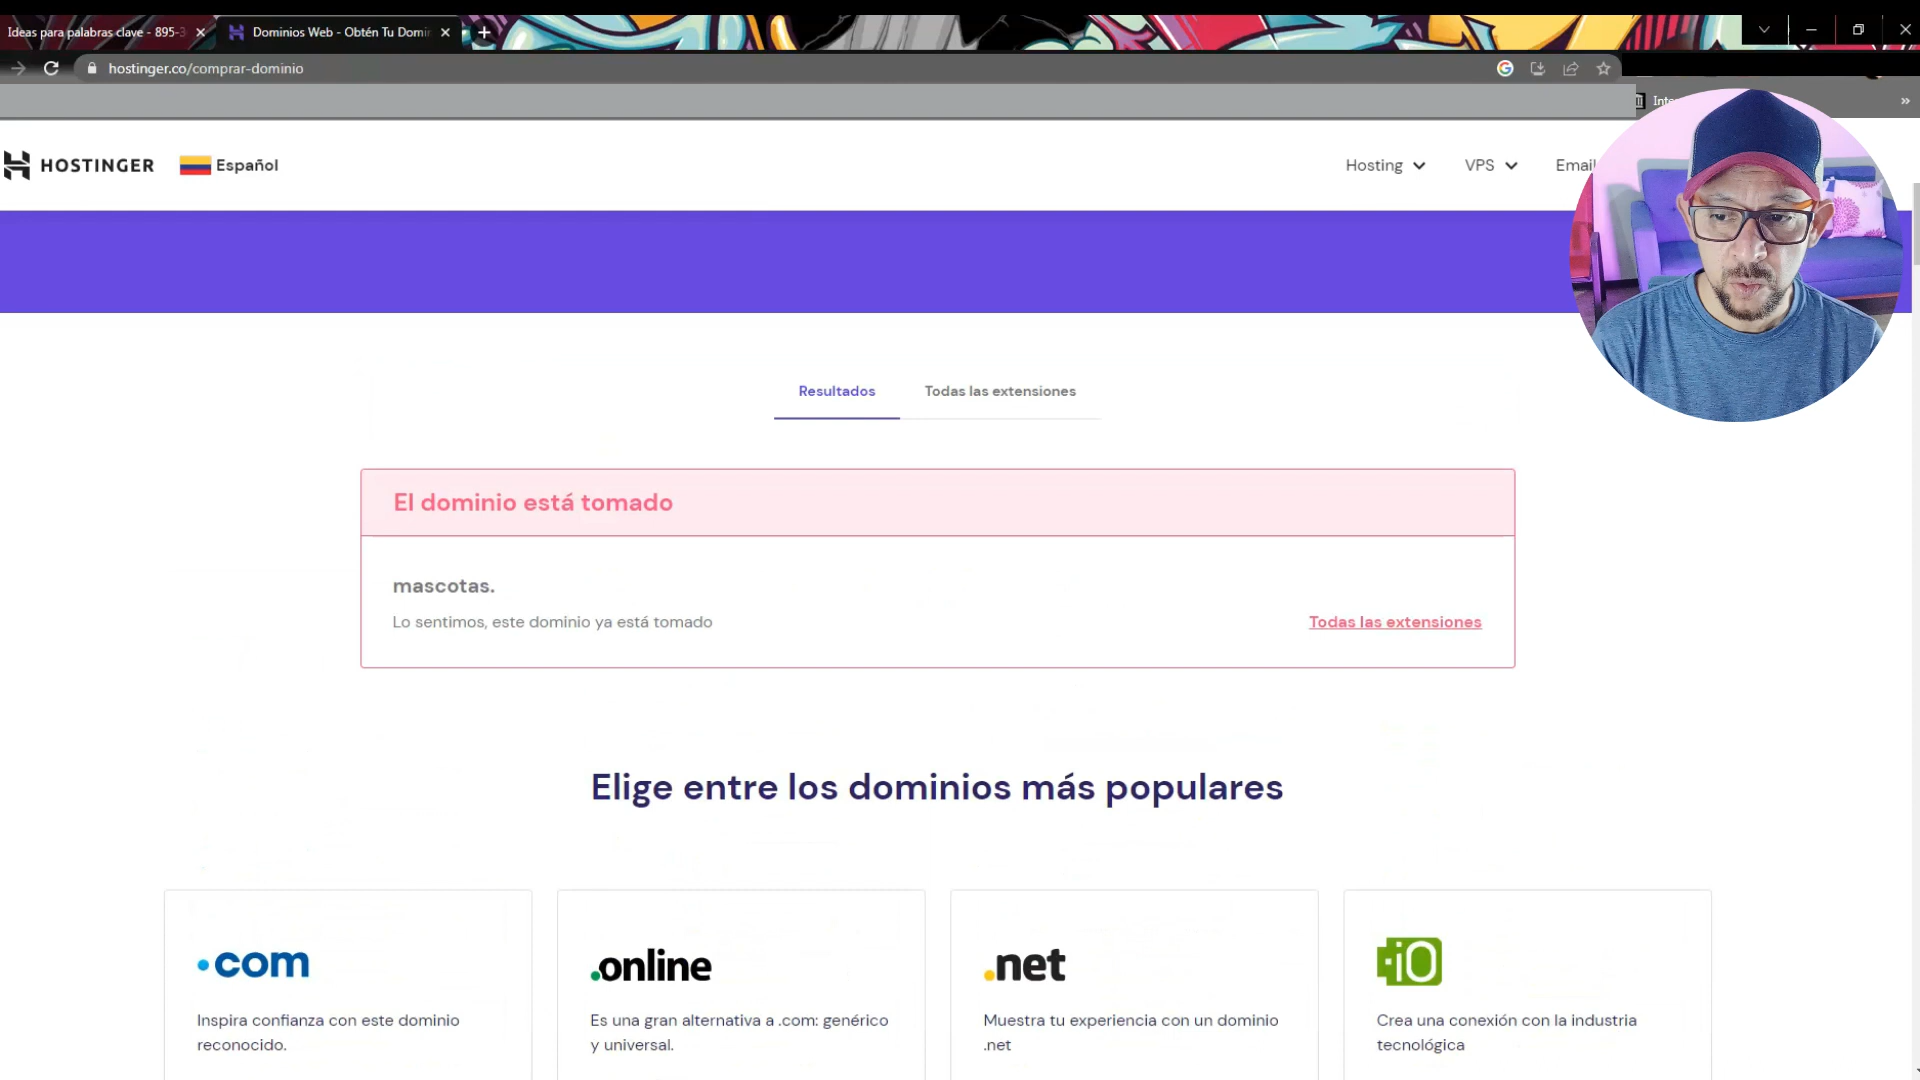 Ideas para palabras clave - 895-3
Dominios Web - Obtén Tu Domin
hostinger.co/comprar-dominio
HOSTINGER
Español
Hosting
VPS
Email
Resultados
Todas las extensiones
El dominio está tomado
mascotas.
Lo sentimos, este dominio ya está tomado
Todas las extensiones
Elige entre los dominios más populares
.com
.online
.net
.io
Inspira confianza con este dominio
reconocido.
Es una gran alternativa a .com: genérico
y universal.
Muestra tu experiencia con un dominio
.net
Crea una conexión con la industria
tecnológica